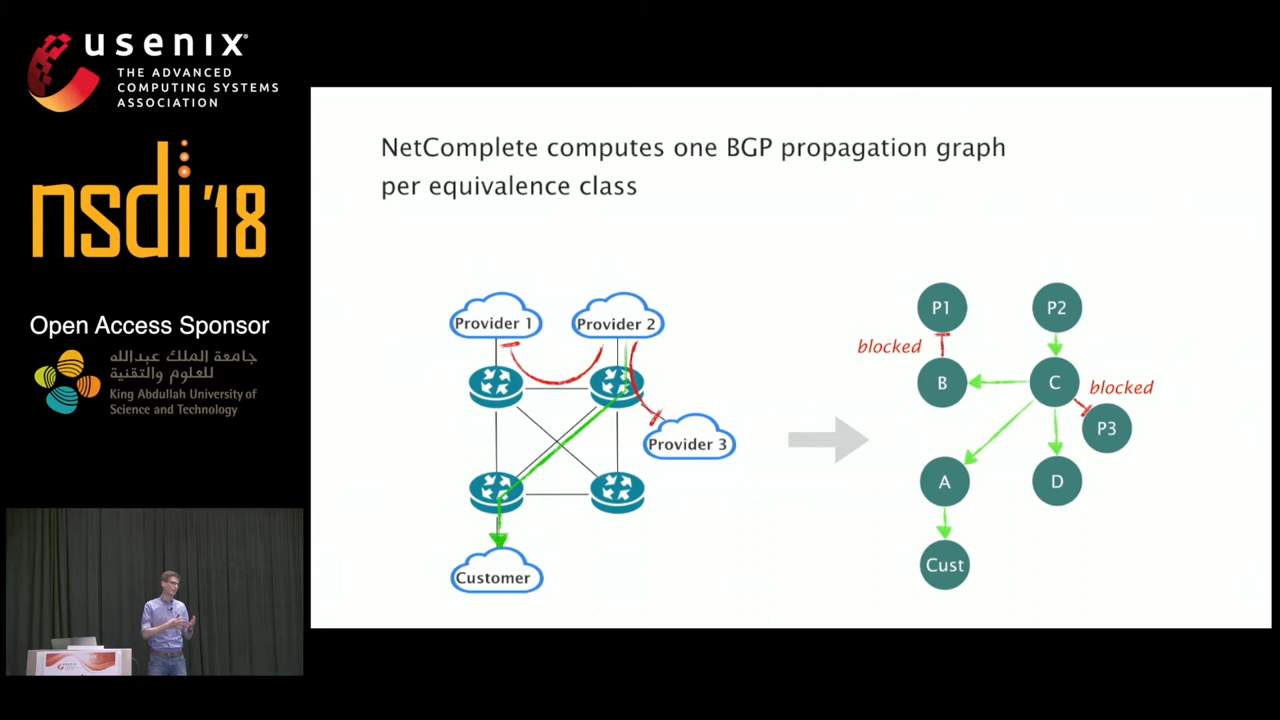 usenix
THE ADVANCED
COMPUTING SYSTEMS
ASSOCIATION
nsdi '18
Open Access Sponsor
جامعة الملك عبدالله
للعلوم والتقنية
King Abdullah University of
Science and Technology
NetComplete computes one BGP propagation graph
per equivalence class
Provider 1
Provider 2
Provider 3
Customer
P1
P2
blocked
B
C
blocked
P3
A
D
Cust
usenix